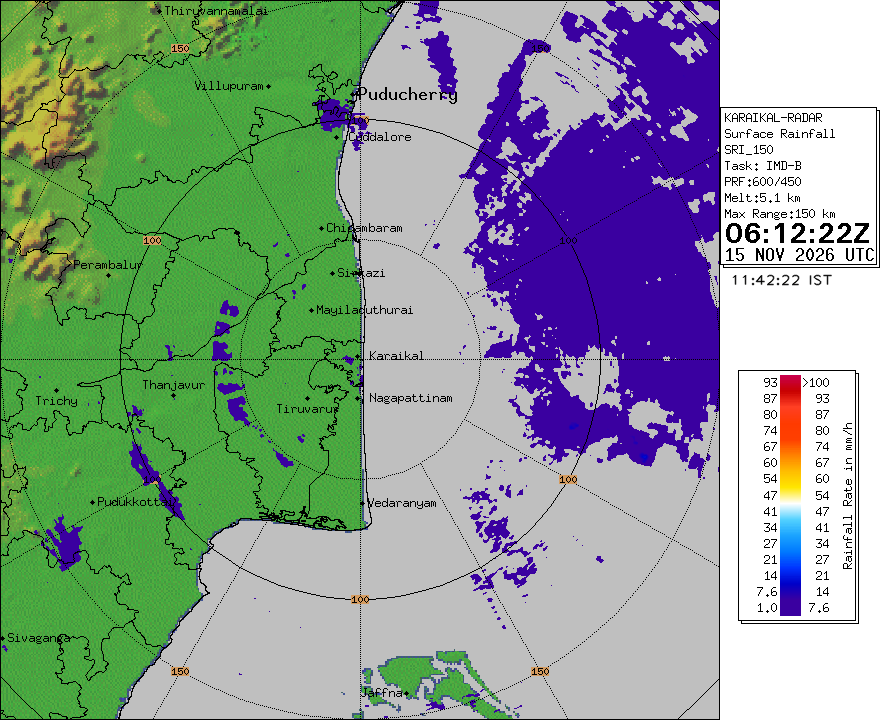 Thiruvannamalai
150
150
Villupuram
Puducherry
100
Cuddalore
Chidambaram
100
100
Perambalur
Sirkazi
Mayiladuthurai
Karaikal
Thanjavur
Trichy
Nagapattinam
Tiruvarur
100
Pudukkottai
Vedaranyam
100
Sivaganga
150
150
Jaffna
KARAIKAL-RADAR
Surface Rainfall
SRI_150
Task: IMD-B
PRF:600/450
Melt:5.1 km
Max Range:150 km
06:12:22Z
15 NOV 2026 UTC
11:42:22 IST
93 >100
87 93
80 87
74 80
67 74
60 67
54 60
47 54
41 47
34 41
27 34
21 27
14 21
7.6 14
1.0 7.6
Rainfall Rate in mm/h